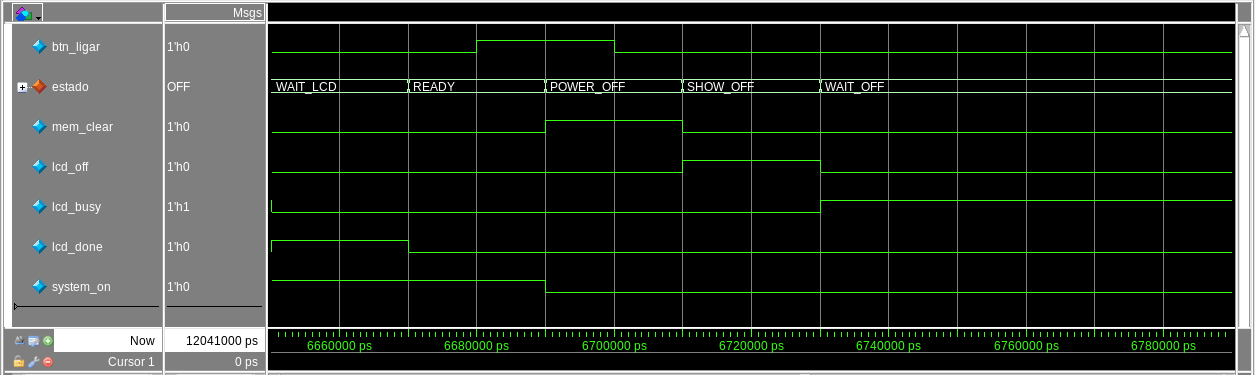 Msgs
btn_ligar 1'h0
estado OFF WAIT_LCD READY POWER_OFF SHOW_OFF WAIT_OFF
mem_clear 1'h0
lcd_off 1'h0
lcd_busy 1'h1
lcd_done 1'h0
system_on 1'h0
Now 12041000 ps 6660000 ps 6680000 ps 6700000 ps 6720000 ps 6740000 ps 6760000 ps 6780000 ps
Cursor 1 0 ps